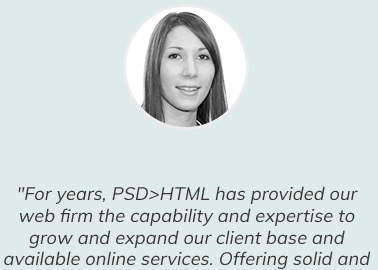 "For years, PSD>HTML has provided our
web firm the capability and expertise to
grow and expand our client base and
available online services. Offering solid and